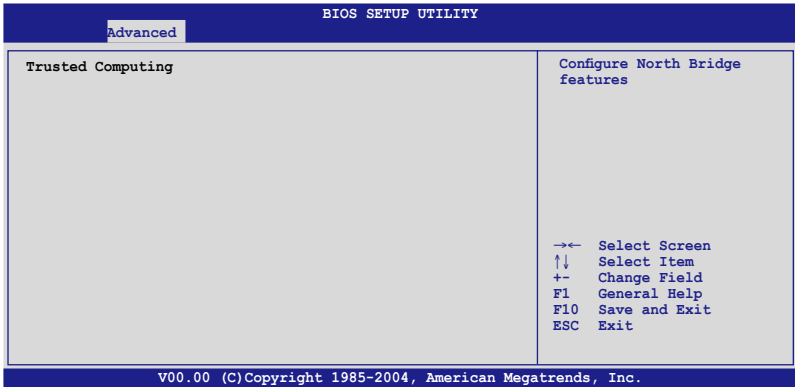 BIOS SETUP UTILITY
Advanced
Trusted Computing
Configure North Bridge
features
→← Select Screen
↑↓ Select Item
+- Change Field
F1 General Help
F10 Save and Exit
ESC Exit
V00.00 (C)Copyright 1985-2004, American Megatrends, Inc.